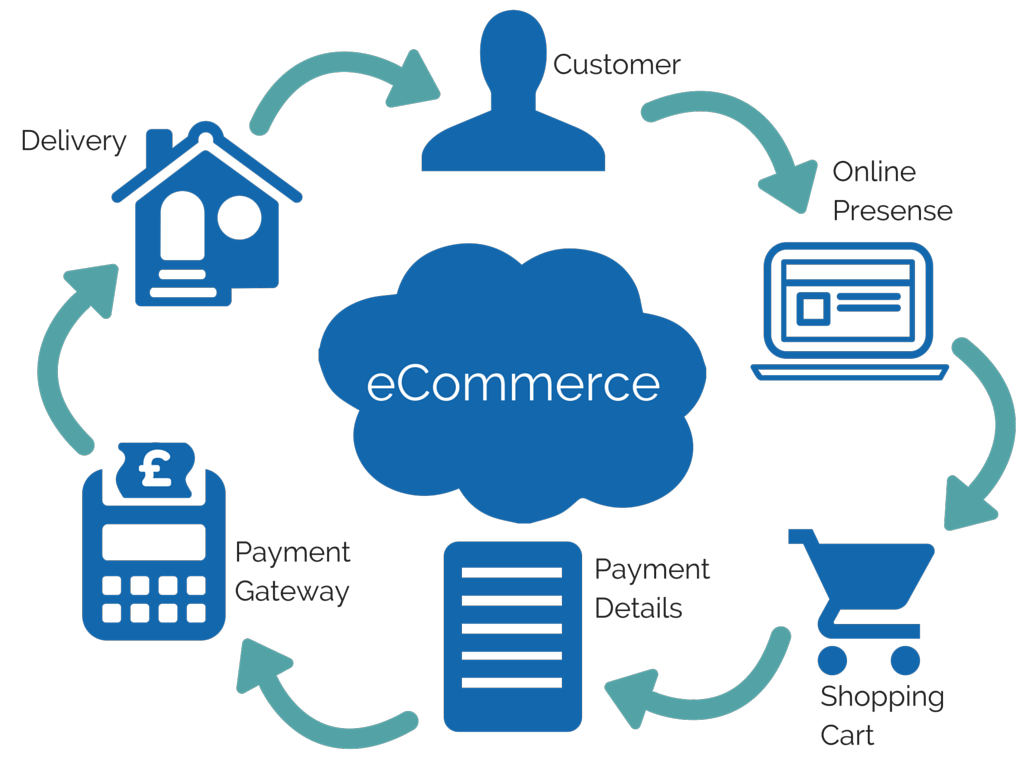 Customer
Delivery
Online
Presense
eCommerce
£
Payment
Gateway
Payment
Details
Shopping
Cart